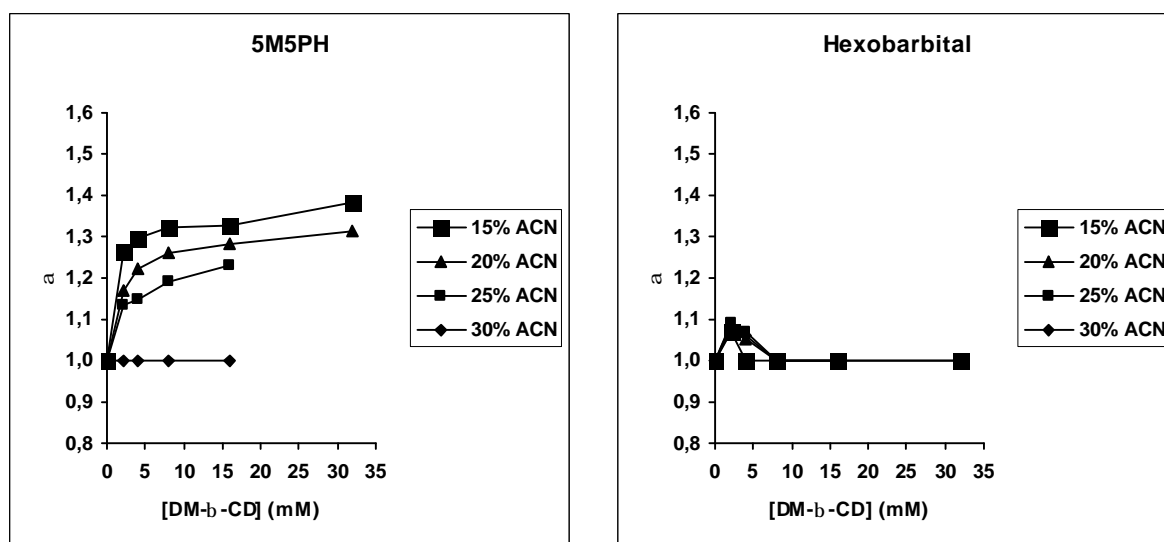 5M5PH
1,6
1,5
1,4
1,3
1,2
1,1
1,0
0,9
0,8
a
0 5 10 15 20 25 30 35
[DM-b-CD] (mM)
15% ACN
20% ACN
25% ACN
30% ACN
Hexobarbital
1,6
1,5
1,4
1,3
1,2
1,1
1,0
0,9
0,8
a
0 5 10 15 20 25 30 35
[DM-b-CD] (mM)
15% ACN
20% ACN
25% ACN
30% ACN